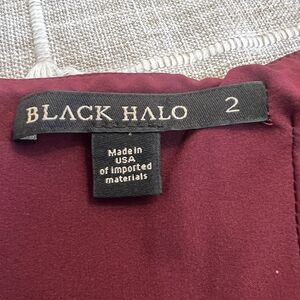 BLACK HALO 2
Made in
USA
of imported
materials